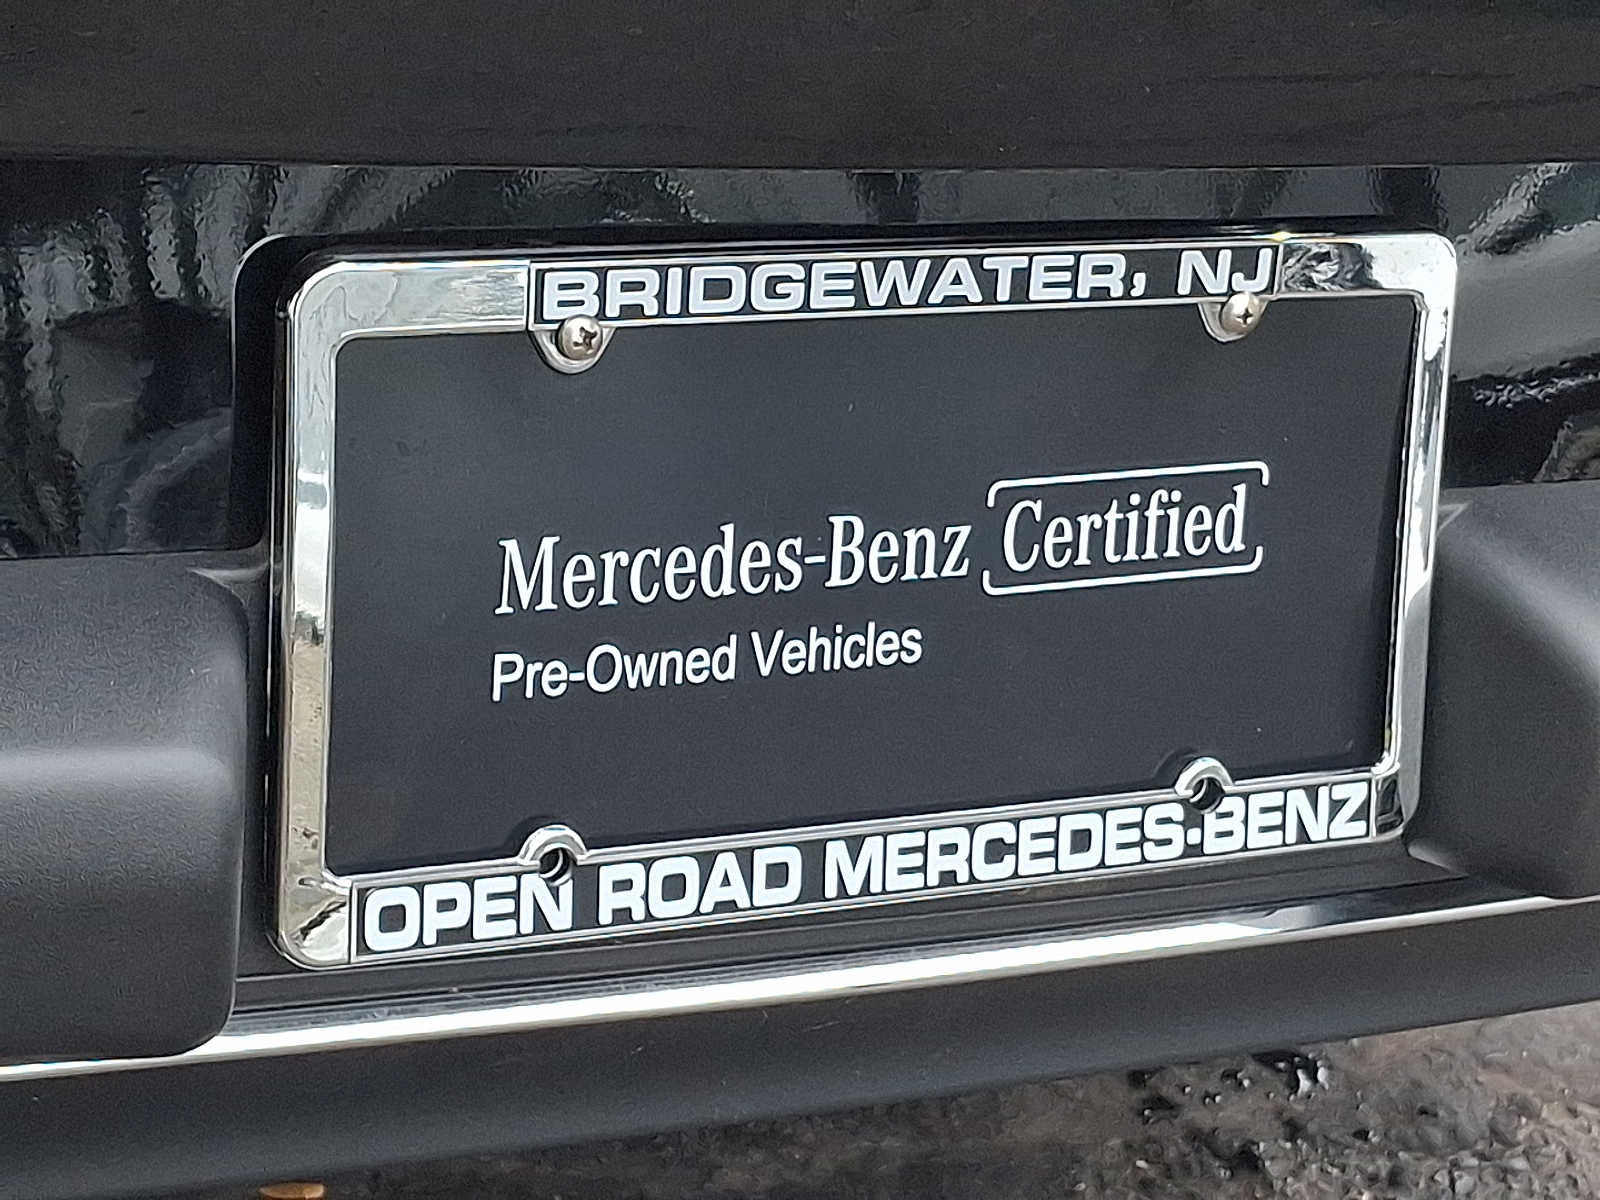 BRIDGEWATER, NJ
Mercedes-Benz Certified
Pre-Owned Vehicles
OPEN ROAD MERCEDES-BENZ